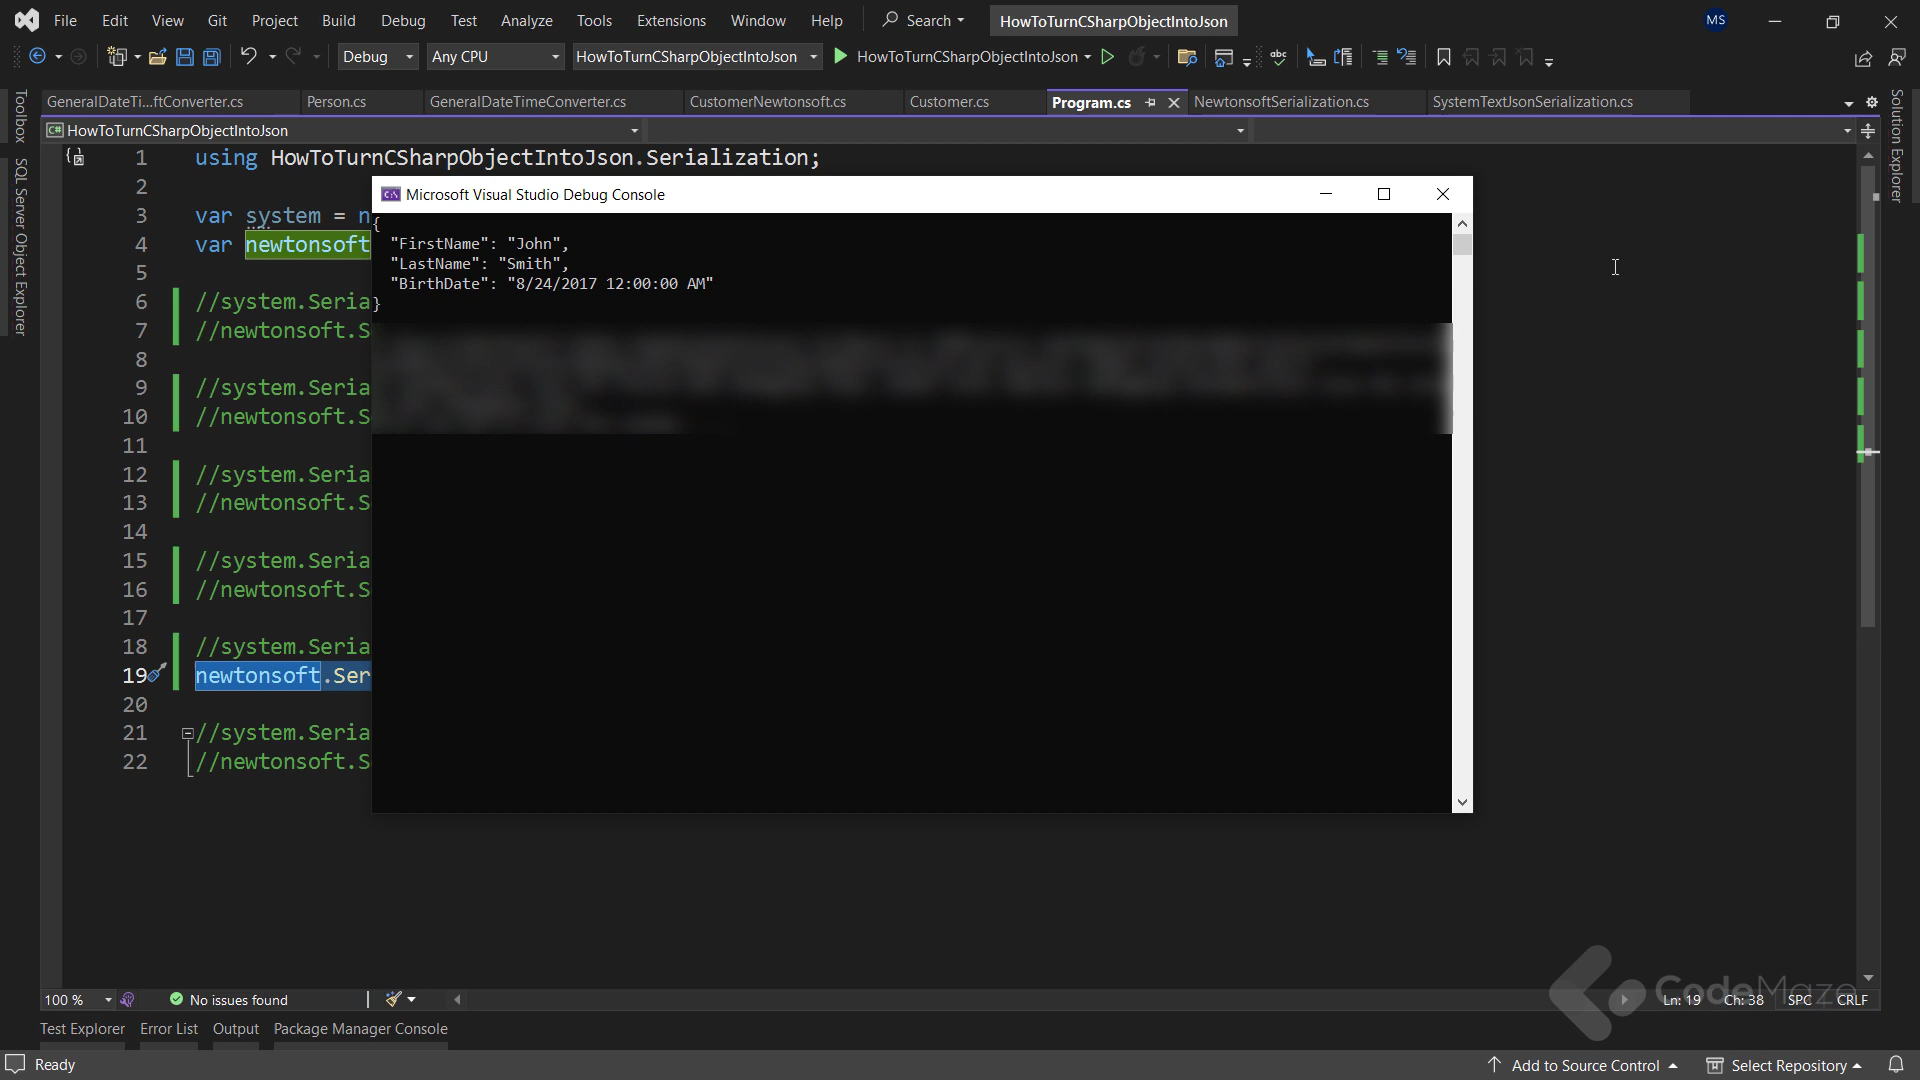 File Edit View Git Project Build Debug Test Analyze Tools Extensions Window Help Search HowToTurnCSharpObjectIntoJson MS
Debug Any CPU HowToTurnCSharpObjectIntoJson HowToTurnCSharpObjectIntoJson
GeneralDateTi...ftConverter.cs Person.cs GeneralDateTimeConverter.cs CustomerNewtonsoft.cs Customer.cs Program.cs NewtonsoftSerialization.cs SystemTextJsonSerialization.cs
C# HowToTurnCSharpObjectIntoJson
Toolbox
SQL Server Object Explorer
Solution Explorer
1 using HowToTurnCSharpObjectIntoJson.Serialization;
2
3 var system = n
4 var newtonsoft
5
6 //system.Seria
7 //newtonsoft.S
8
9 //system.Seria
10 //newtonsoft.S
11
12 //system.Seria
13 //newtonsoft.S
14
15 //system.Seria
16 //newtonsoft.S
17
18 //system.Seria
19 newtonsoft.Ser
20
21 //system.Seria
22 //newtonsoft.S
Microsoft Visual Studio Debug Console
{
"FirstName": "John",
"LastName": "Smith",
"BirthDate": "8/24/2017 12:00:00 AM"
}
100 % No issues found Ln: 19 Ch: 38 SPC CRLF
CodeMaze
Test Explorer Error List Output Package Manager Console
Ready Add to Source Control Select Repository